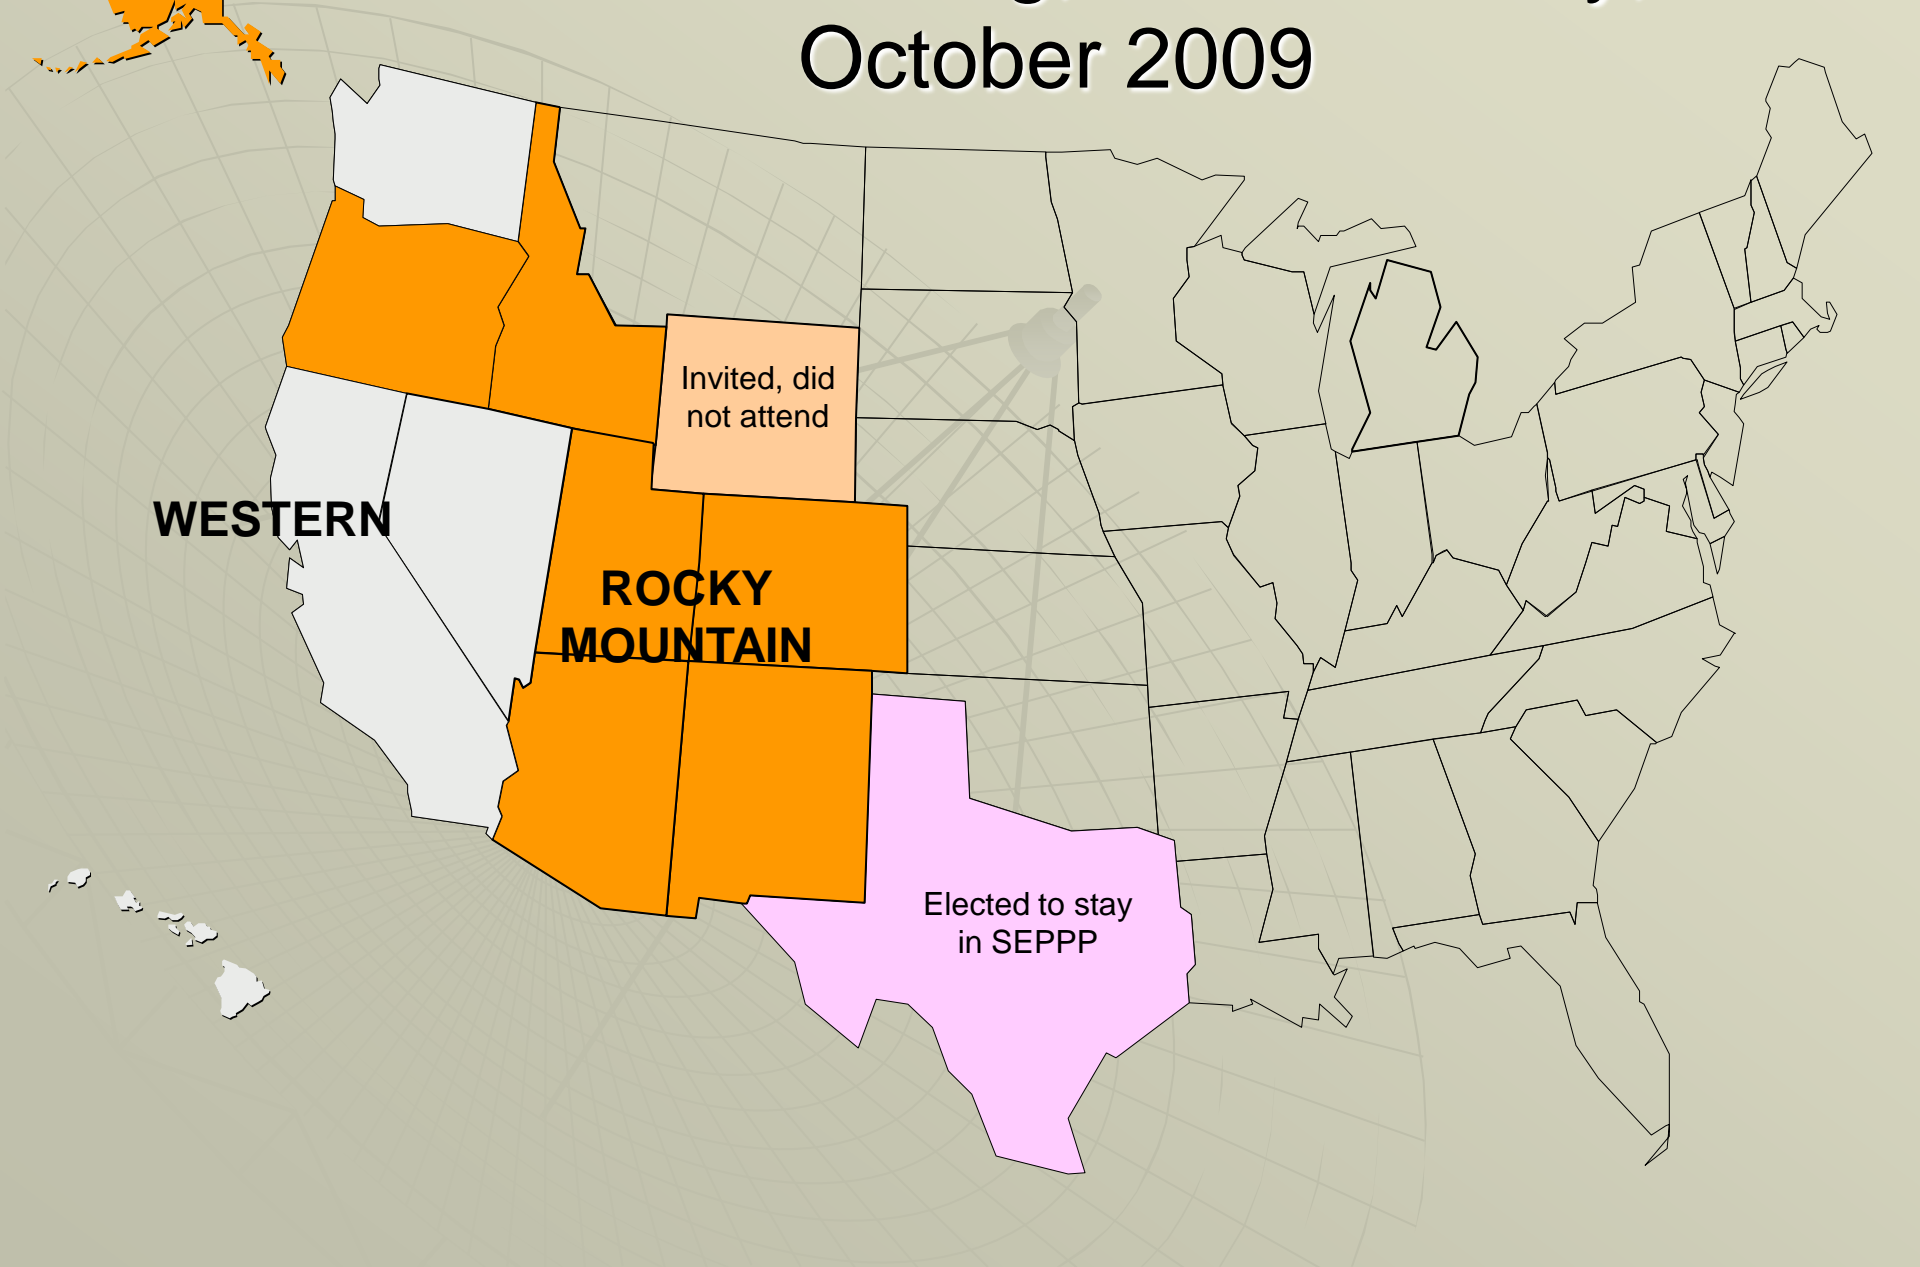 October 2009
Invited, did
not attend
WESTERN
ROCKY
MOUNTAIN
Elected to stay
in SEPPP